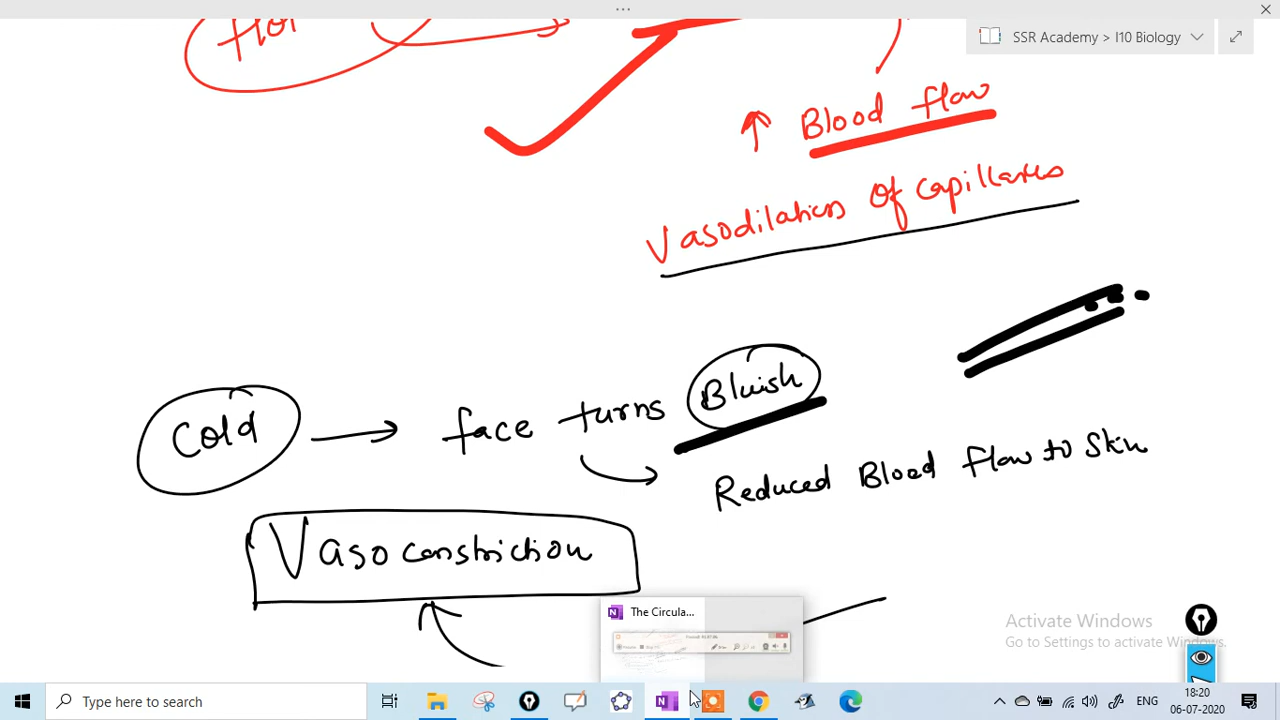 SSR Academy > I10 Biology
Hot
↑ Blood flow
Vasodilation of capillaries
Cold → face turns Bluish
Reduced Blood flow to Skin
Vasoconstriction
The Circula...
Activate Windows
Go to Settings to activate Windows.
Type here to search
ENG
18:20
06-07-2020